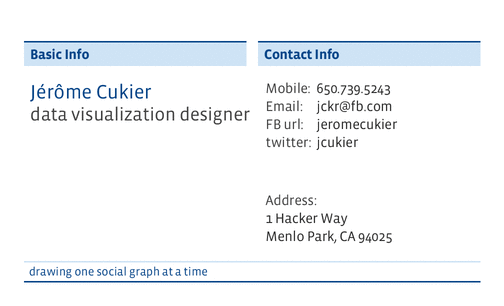 Basic Info
Jérôme Cukier
data visualization designer
Contact Info
Mobile: 650.739.5243
Email: jckr@fb.com
FB url: jeromecukier
twitter: jcukier
Address:
1 Hacker Way
Menlo Park, CA 94025
drawing one social graph at a time